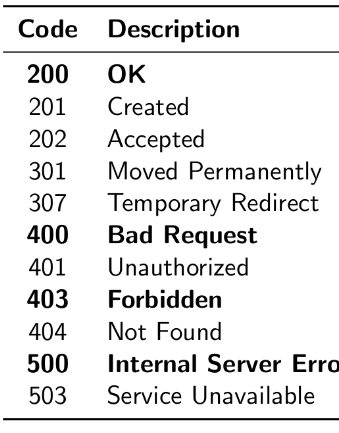 Code Description
200 OK
201 Created
202 Accepted
301 Moved Permanently
307 Temporary Redirect
400 Bad Request
401 Unauthorized
403 Forbidden
404 Not Found
500 Internal Server Erro
503 Service Unavailable